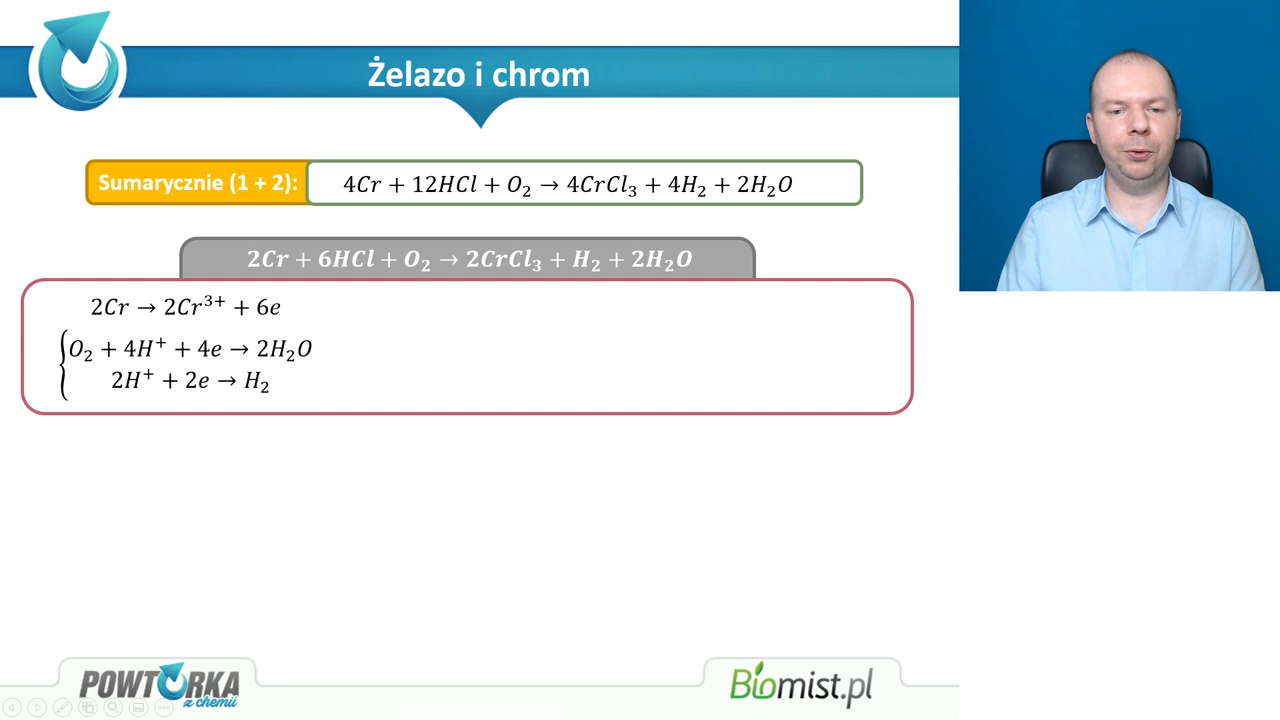 Żelazo i chrom
Sumarycznie (1 + 2): 4Cr + 12HCl + O₂ → 4CrCl₃ + 4H₂ + 2H₂O
2Cr + 6HCl + O₂ → 2CrCl₃ + H₂ + 2H₂O
2Cr → 2Cr³⁺ + 6e
O₂ + 4H⁺ + 4e → 2H₂O
2H⁺ + 2e → H₂
POWTÓRKA
z chemii
Biomist.pl